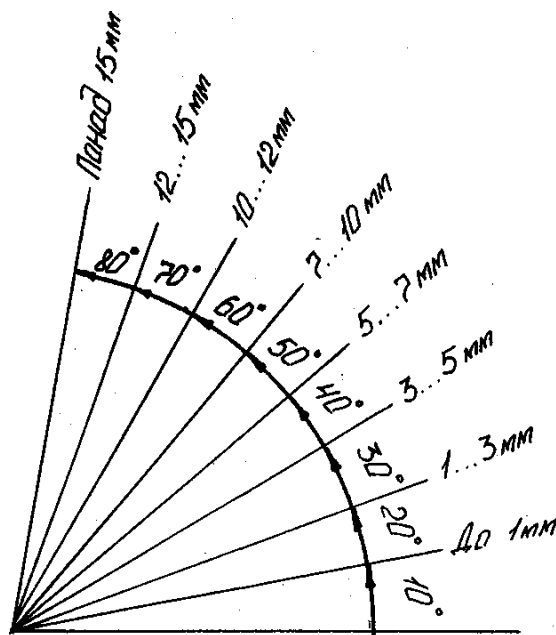 Понад 15 мм
12... 15 мм
10... 12 мм
7... 10 мм
5... 7 мм
3...5 мм
1...3 мм
До 1 мм
80°
70°
60°
50°
40°
30°
20°
10°